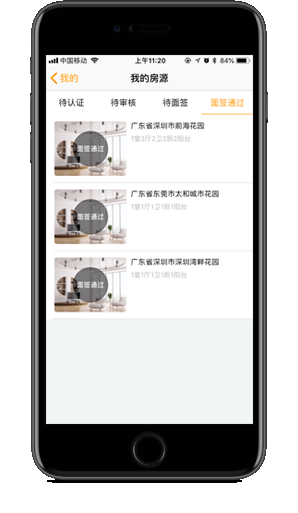 中国移动 上午11:20 84%
我的 我的房源
待认证 待审核 待面签 面签通过
面签通过
广东省深圳市前海花园
1室2厅2卫2厨2阳台
面签通过
广东省东莞市太和城市花园
1室1厅1卫1厨1阳台
面签通过
广东省深圳市深圳湾畔花园
1室1厅1卫1厨1阳台